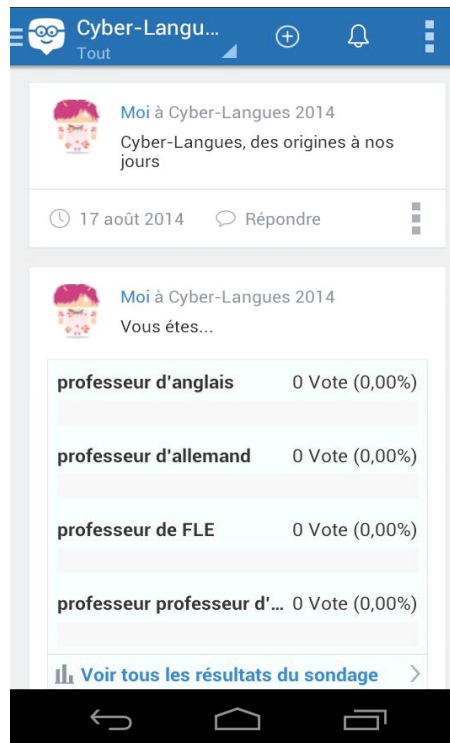 Cyber-Langu...
Tout
Moi à Cyber-Langues 2014
Cyber-Langues, des origines à nos
jours
17 août 2014 Répondre
Moi à Cyber-Langues 2014
Vous étes...
professeur d'anglais 0 Vote (0,00%)
professeur d'allemand 0 Vote (0,00%)
professeur de FLE 0 Vote (0,00%)
professeur professeur d'... 0 Vote (0,00%)
Voir tous les résultats du sondage